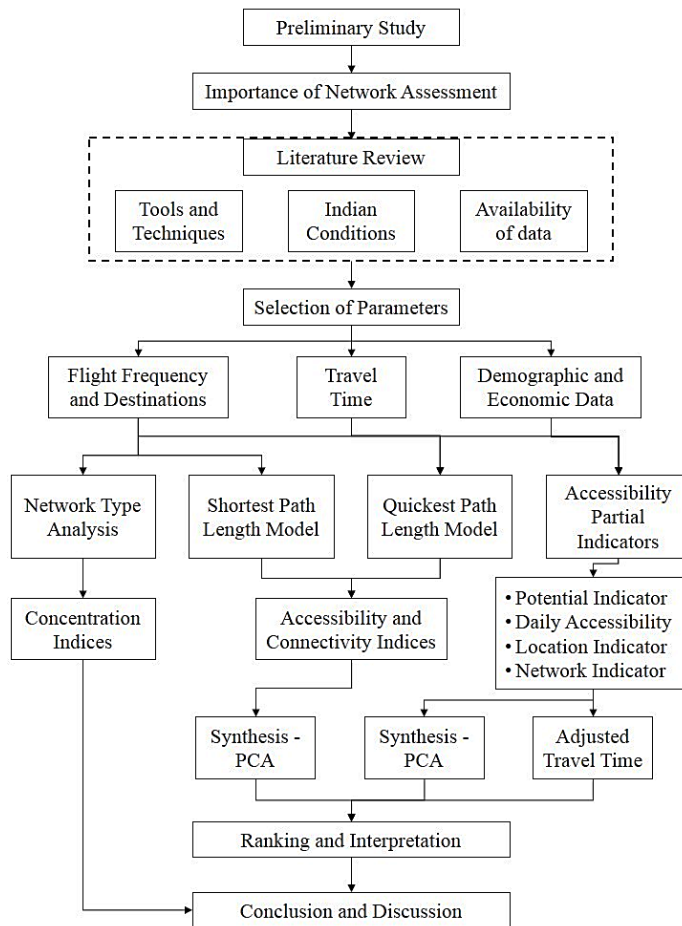 Preliminary Study
Importance of Network Assessment
Literature Review
Tools and
Techniques
Indian
Conditions
Availability
of data
Selection of Parameters
Flight Frequency
and Destinations
Travel
Time
Demographic and
Economic Data
Network Type
Analysis
Shortest Path
Length Model
Quickest Path
Length Model
Accessibility
Partial
Indicators
Concentration
Indices
Accessibility and
Connectivity Indices
• Potential Indicator
• Daily Accessibility
• Location Indicator
• Network Indicator
Synthesis -
PCA
Synthesis -
PCA
Adjusted
Travel Time
Ranking and Interpretation
Conclusion and Discussion